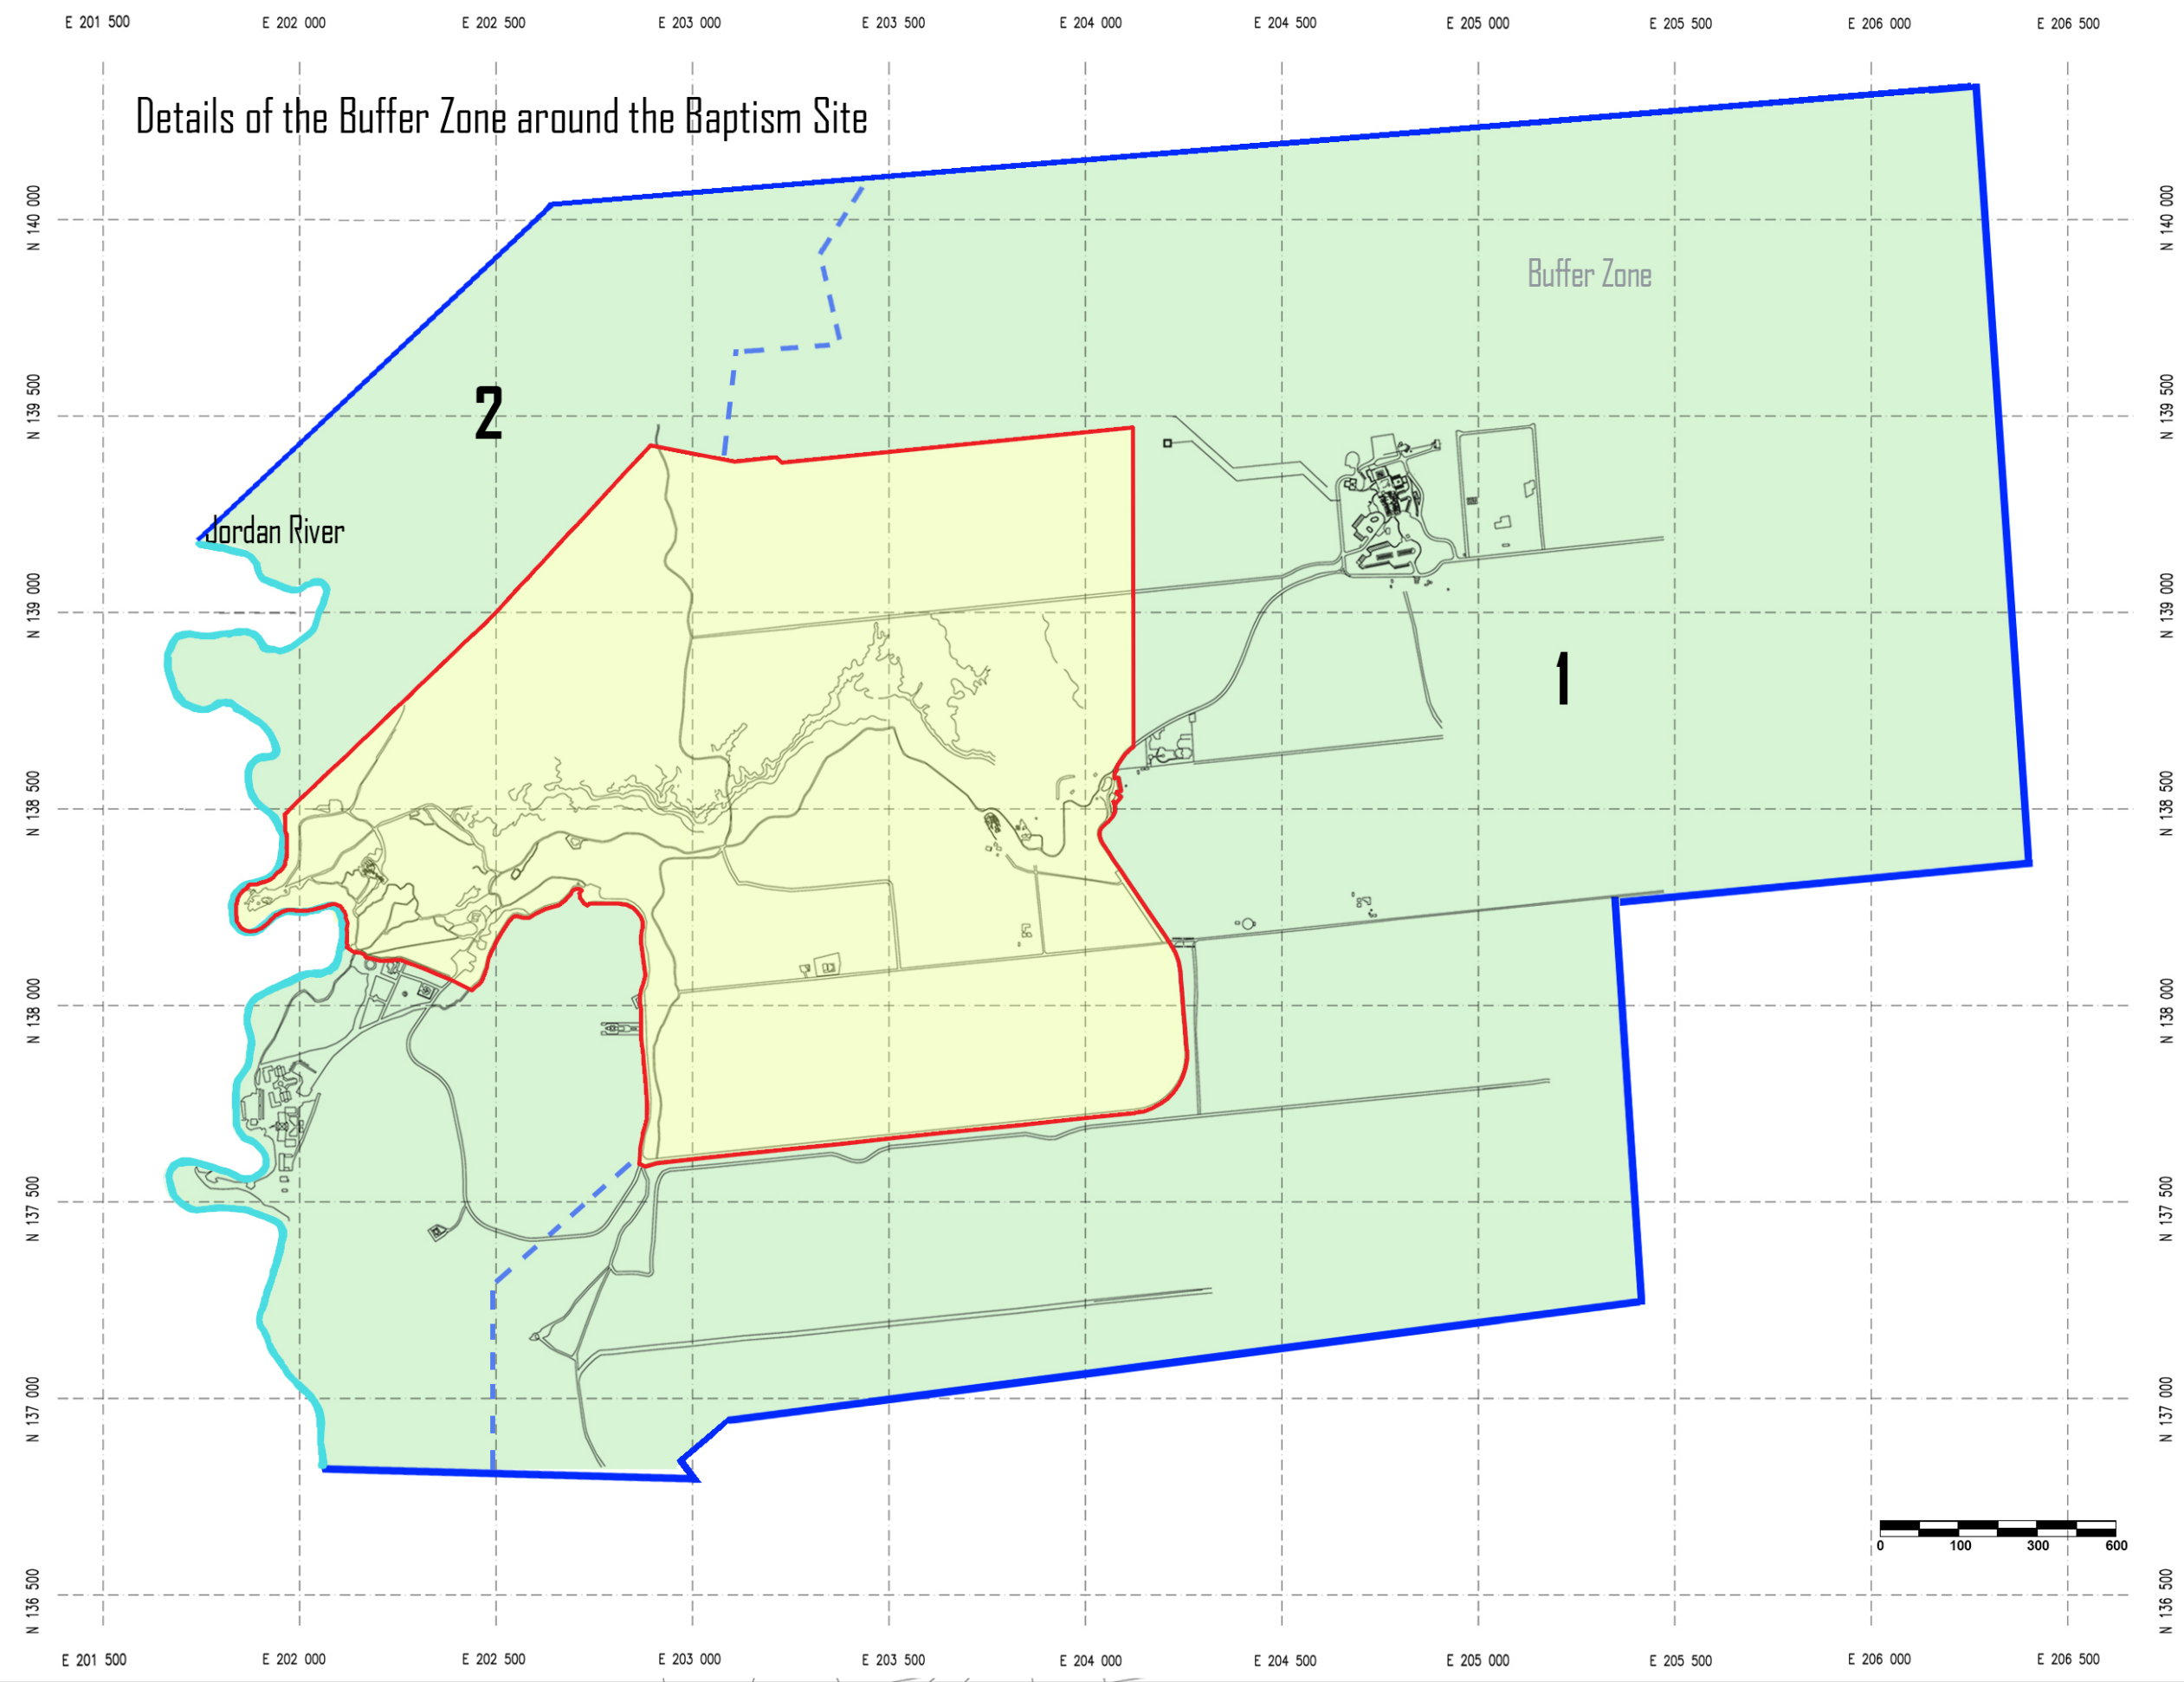 E 201 500 E 202 000 E 202 500 E 203 000 E 203 500 E 204 000 E 204 500 E 205 000 E 205 500 E 206 000 E 206 500
Details of the Buffer Zone around the Baptism Site
N 140 000 N 140 000
Buffer Zone
N 139 500 N 139 500
2
Jordan River
N 139 000 N 139 000
1
N 138 500 N 138 500
N 138 000 N 138 000
N 137 500 N 137 500
N 137 000 N 137 000
0 100 300 600
N 136 500 N 136 500
E 201 500 E 202 000 E 202 500 E 203 000 E 203 500 E 204 000 E 204 500 E 205 000 E 205 500 E 206 000 E 206 500